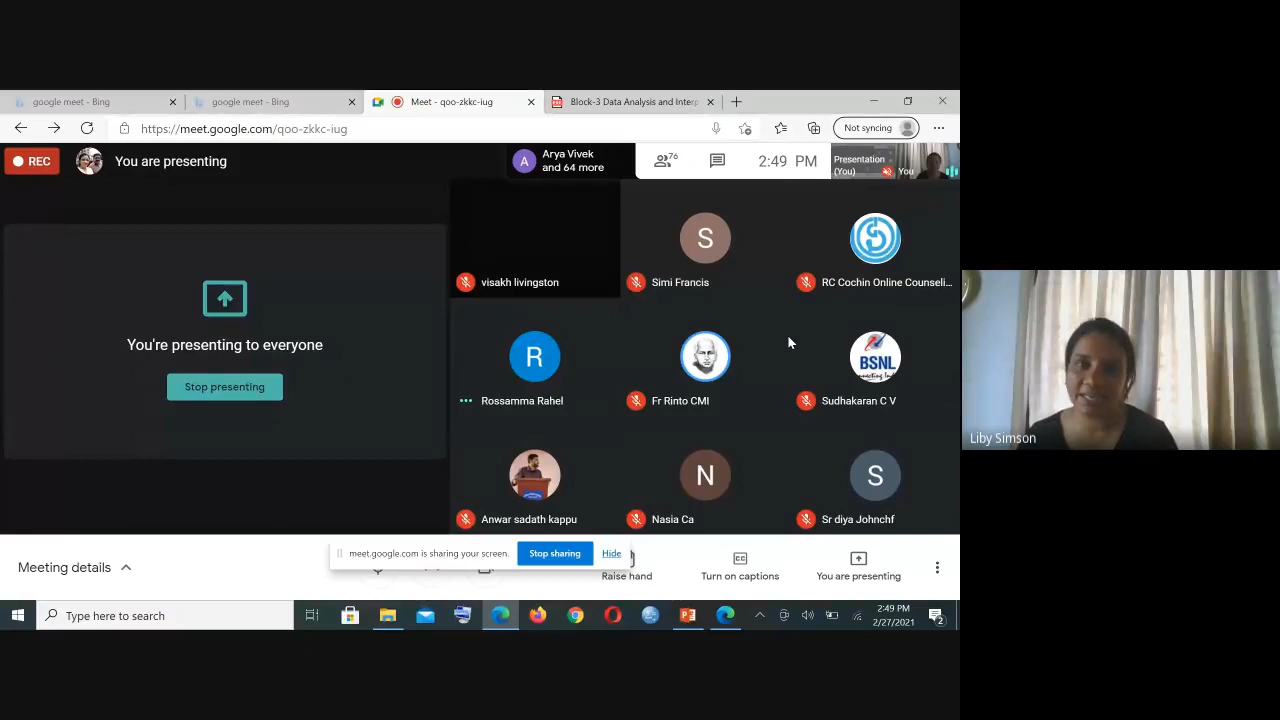 google meet - Bing
google meet - Bing
Meet - qoo-zkkc-iug
Block-3 Data Analysis and Interp
https://meet.google.com/qoo-zkkc-iug
Not syncing
REC
You are presenting
A
Arya Vivek
and 64 more
76
2:49 PM
Presentation
(You)
You
visakh livingston
S
Simi Francis
RC Cochin Online Counseli...
You're presenting to everyone
Stop presenting
R
Rossamma Rahel
Fr Rinto CMI
BSNL
Sudhakaran C V
Liby Simson
Anwar sadath kappu
N
Nasia Ca
S
Sr diya Johnchf
meet.google.com is sharing your screen.
Stop sharing
Hide
Meeting details
Raise hand
CC
Turn on captions
You are presenting
Type here to search
2:49 PM
2/27/2021
2